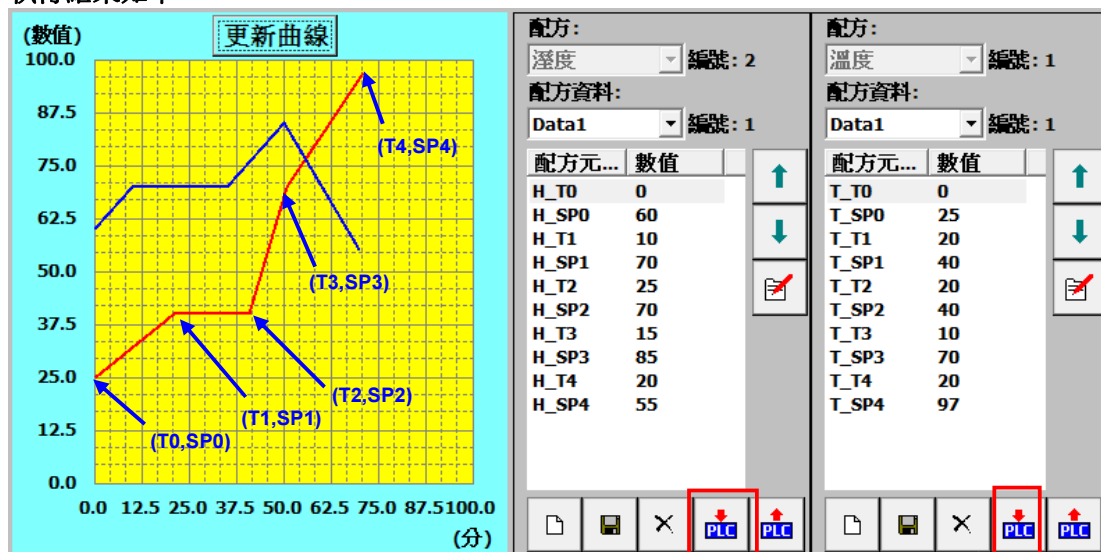 (數值)
更新曲線
100.0
87.5
75.0
62.5
50.0
37.5
25.0
12.5
0.0
0.0 12.5 25.0 37.5 50.0 62.5 75.0 87.5 100.0
(分)
(T4,SP4)
(T3,SP3)
(T2,SP2)
(T1,SP1)
(T0,SP0)
配方:
溼度 編號: 2
配方資料:
Data1 編號: 1
配方元... 數值
H_T0 0
H_SP0 60
H_T1 10
H_SP1 70
H_T2 25
H_SP2 70
H_T3 15
H_SP3 85
H_T4 20
H_SP4 55
PLC PLC
配方:
溫度 編號: 1
配方資料:
Data1 編號: 1
配方元... 數值
T_T0 0
T_SP0 25
T_T1 20
T_SP1 40
T_T2 20
T_SP2 40
T_T3 10
T_SP3 70
T_T4 20
T_SP4 97
PLC PLC